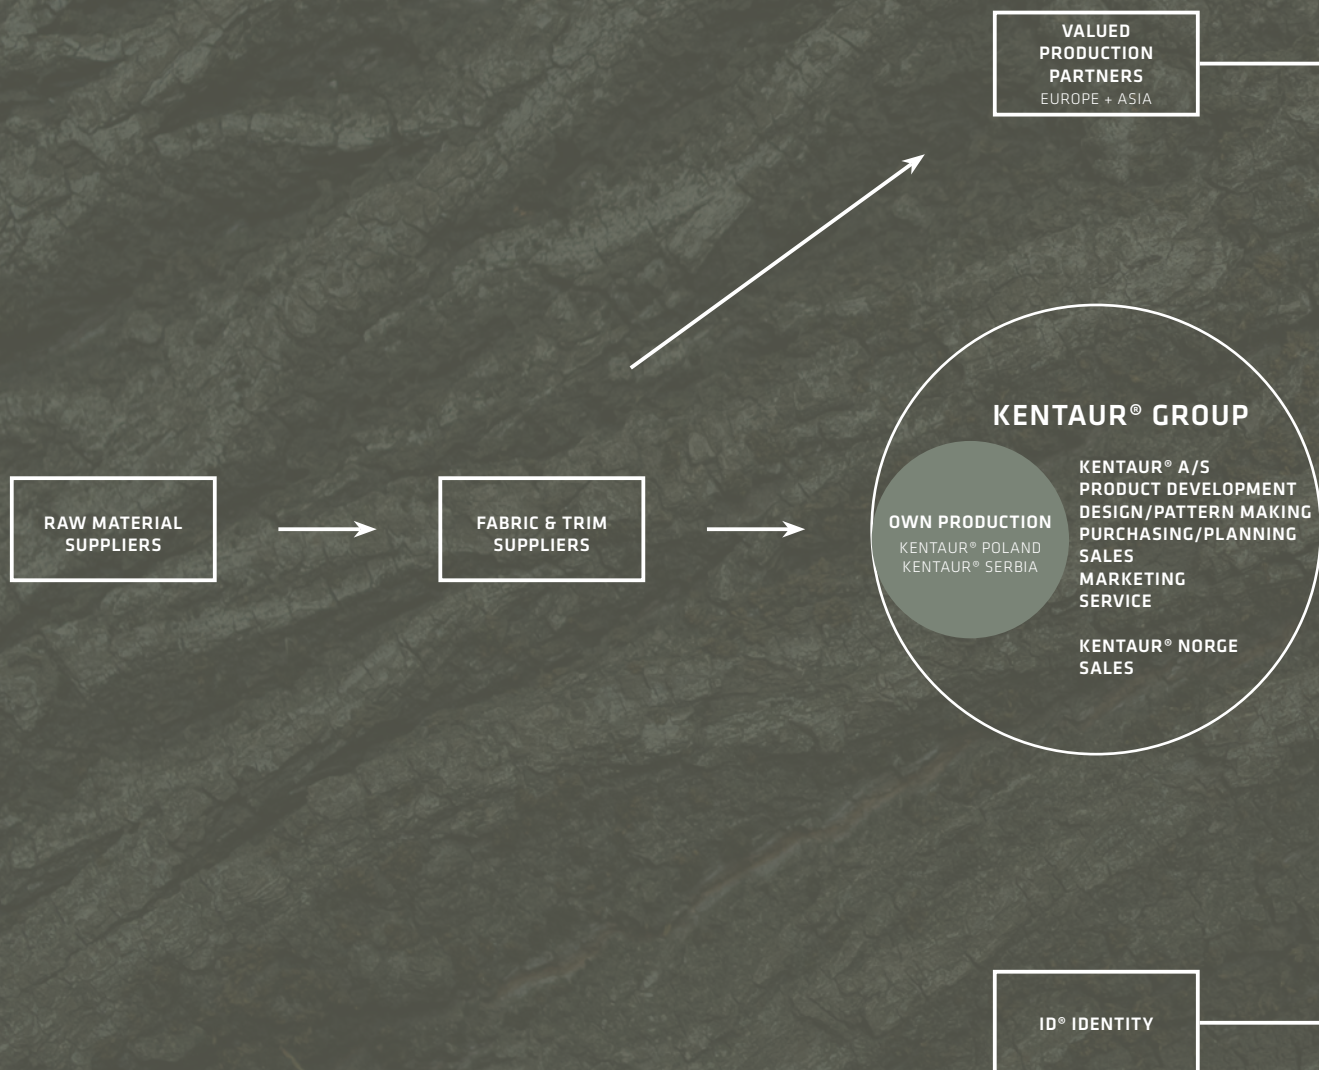 VALUED
PRODUCTION
PARTNERS
EUROPE + ASIA
RAW MATERIAL
SUPPLIERS
FABRIC & TRIM
SUPPLIERS
KENTAUR® GROUP
OWN PRODUCTION
KENTAUR® POLAND
KENTAUR® SERBIA
KENTAUR® A/S
PRODUCT DEVELOPMENT
DESIGN/PATTERN MAKING
PURCHASING/PLANNING
SALES
MARKETING
SERVICE
KENTAUR® NORGE
SALES
ID® IDENTITY